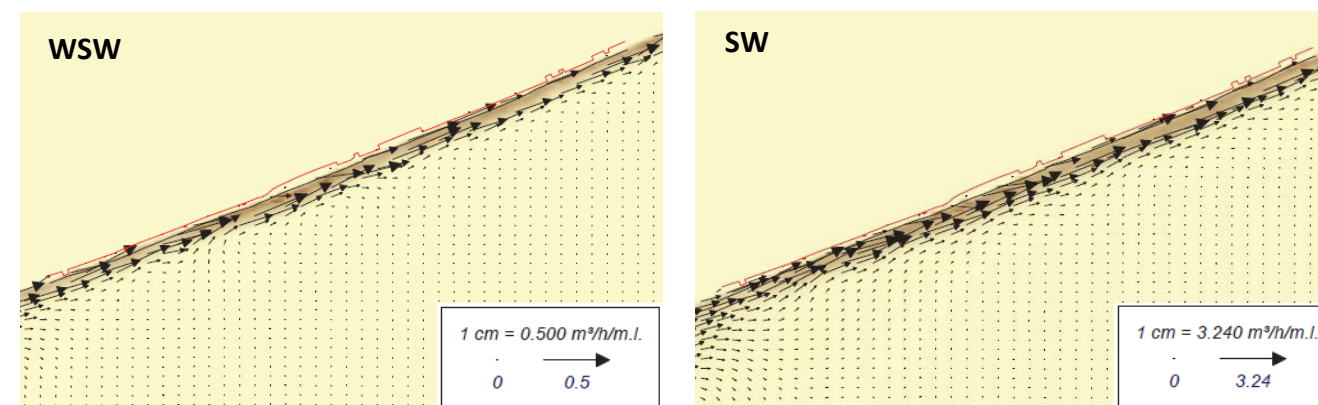 WSW
1 cm = 0.500 m³/h/m.l.
0 0.5
SW
1 cm = 3.240 m³/h/m.l.
0 3.24